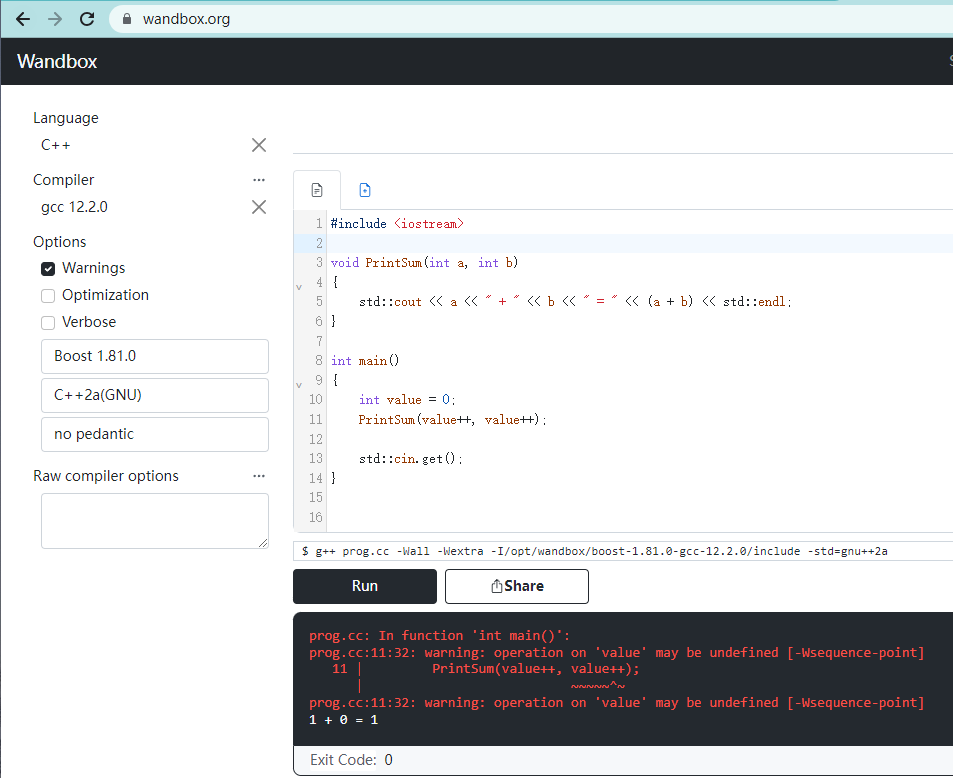 wandbox.org
Wandbox
Language
C++
Compiler
...
gcc 12.2.0
Options
Warnings
Optimization
Verbose
Boost 1.81.0
C++2a(GNU)
no pedantic
Raw compiler options
...
1 #include <iostream>
2
3 void PrintSum(int a, int b)
4 {
5     std::cout << a << " + " << b << " = " << (a + b) << std::endl;
6 }
7
8 int main()
9 {
10     int value = 0;
11     PrintSum(value++, value++);
12
13     std::cin.get();
14 }
15
16
$ g++ prog.cc -Wall -Wextra -I/opt/wandbox/boost-1.81.0-gcc-12.2.0/include -std=gnu++2a
Run
Share
prog.cc: In function 'int main()':
prog.cc:11:32: warning: operation on 'value' may be undefined [-Wsequence-point]
   11 |         PrintSum(value++, value++);
      |                           ~~~~~^~
prog.cc:11:32: warning: operation on 'value' may be undefined [-Wsequence-point]
1 + 0 = 1
Exit Code: 0